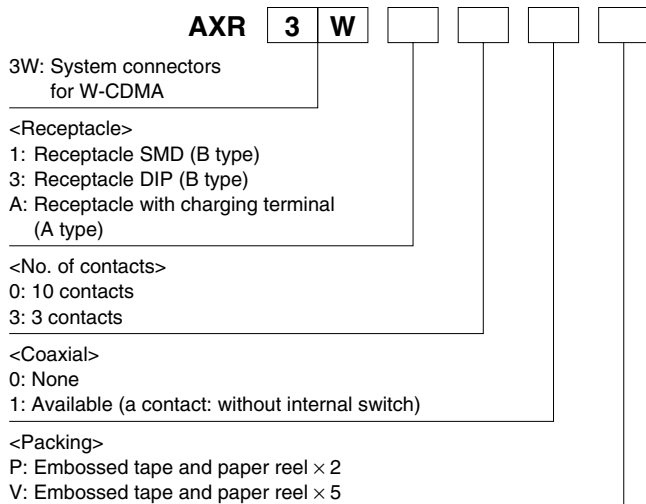 AXR 3 W
3W: System connectors
for W-CDMA
<Receptacle>
1: Receptacle SMD (B type)
3: Receptacle DIP (B type)
A: Receptacle with charging terminal
(A type)
<No. of contacts>
0: 10 contacts
3: 3 contacts
<Coaxial>
0: None
1: Available (a contact: without internal switch)
<Packing>
P: Embossed tape and paper reel × 2
V: Embossed tape and paper reel × 5